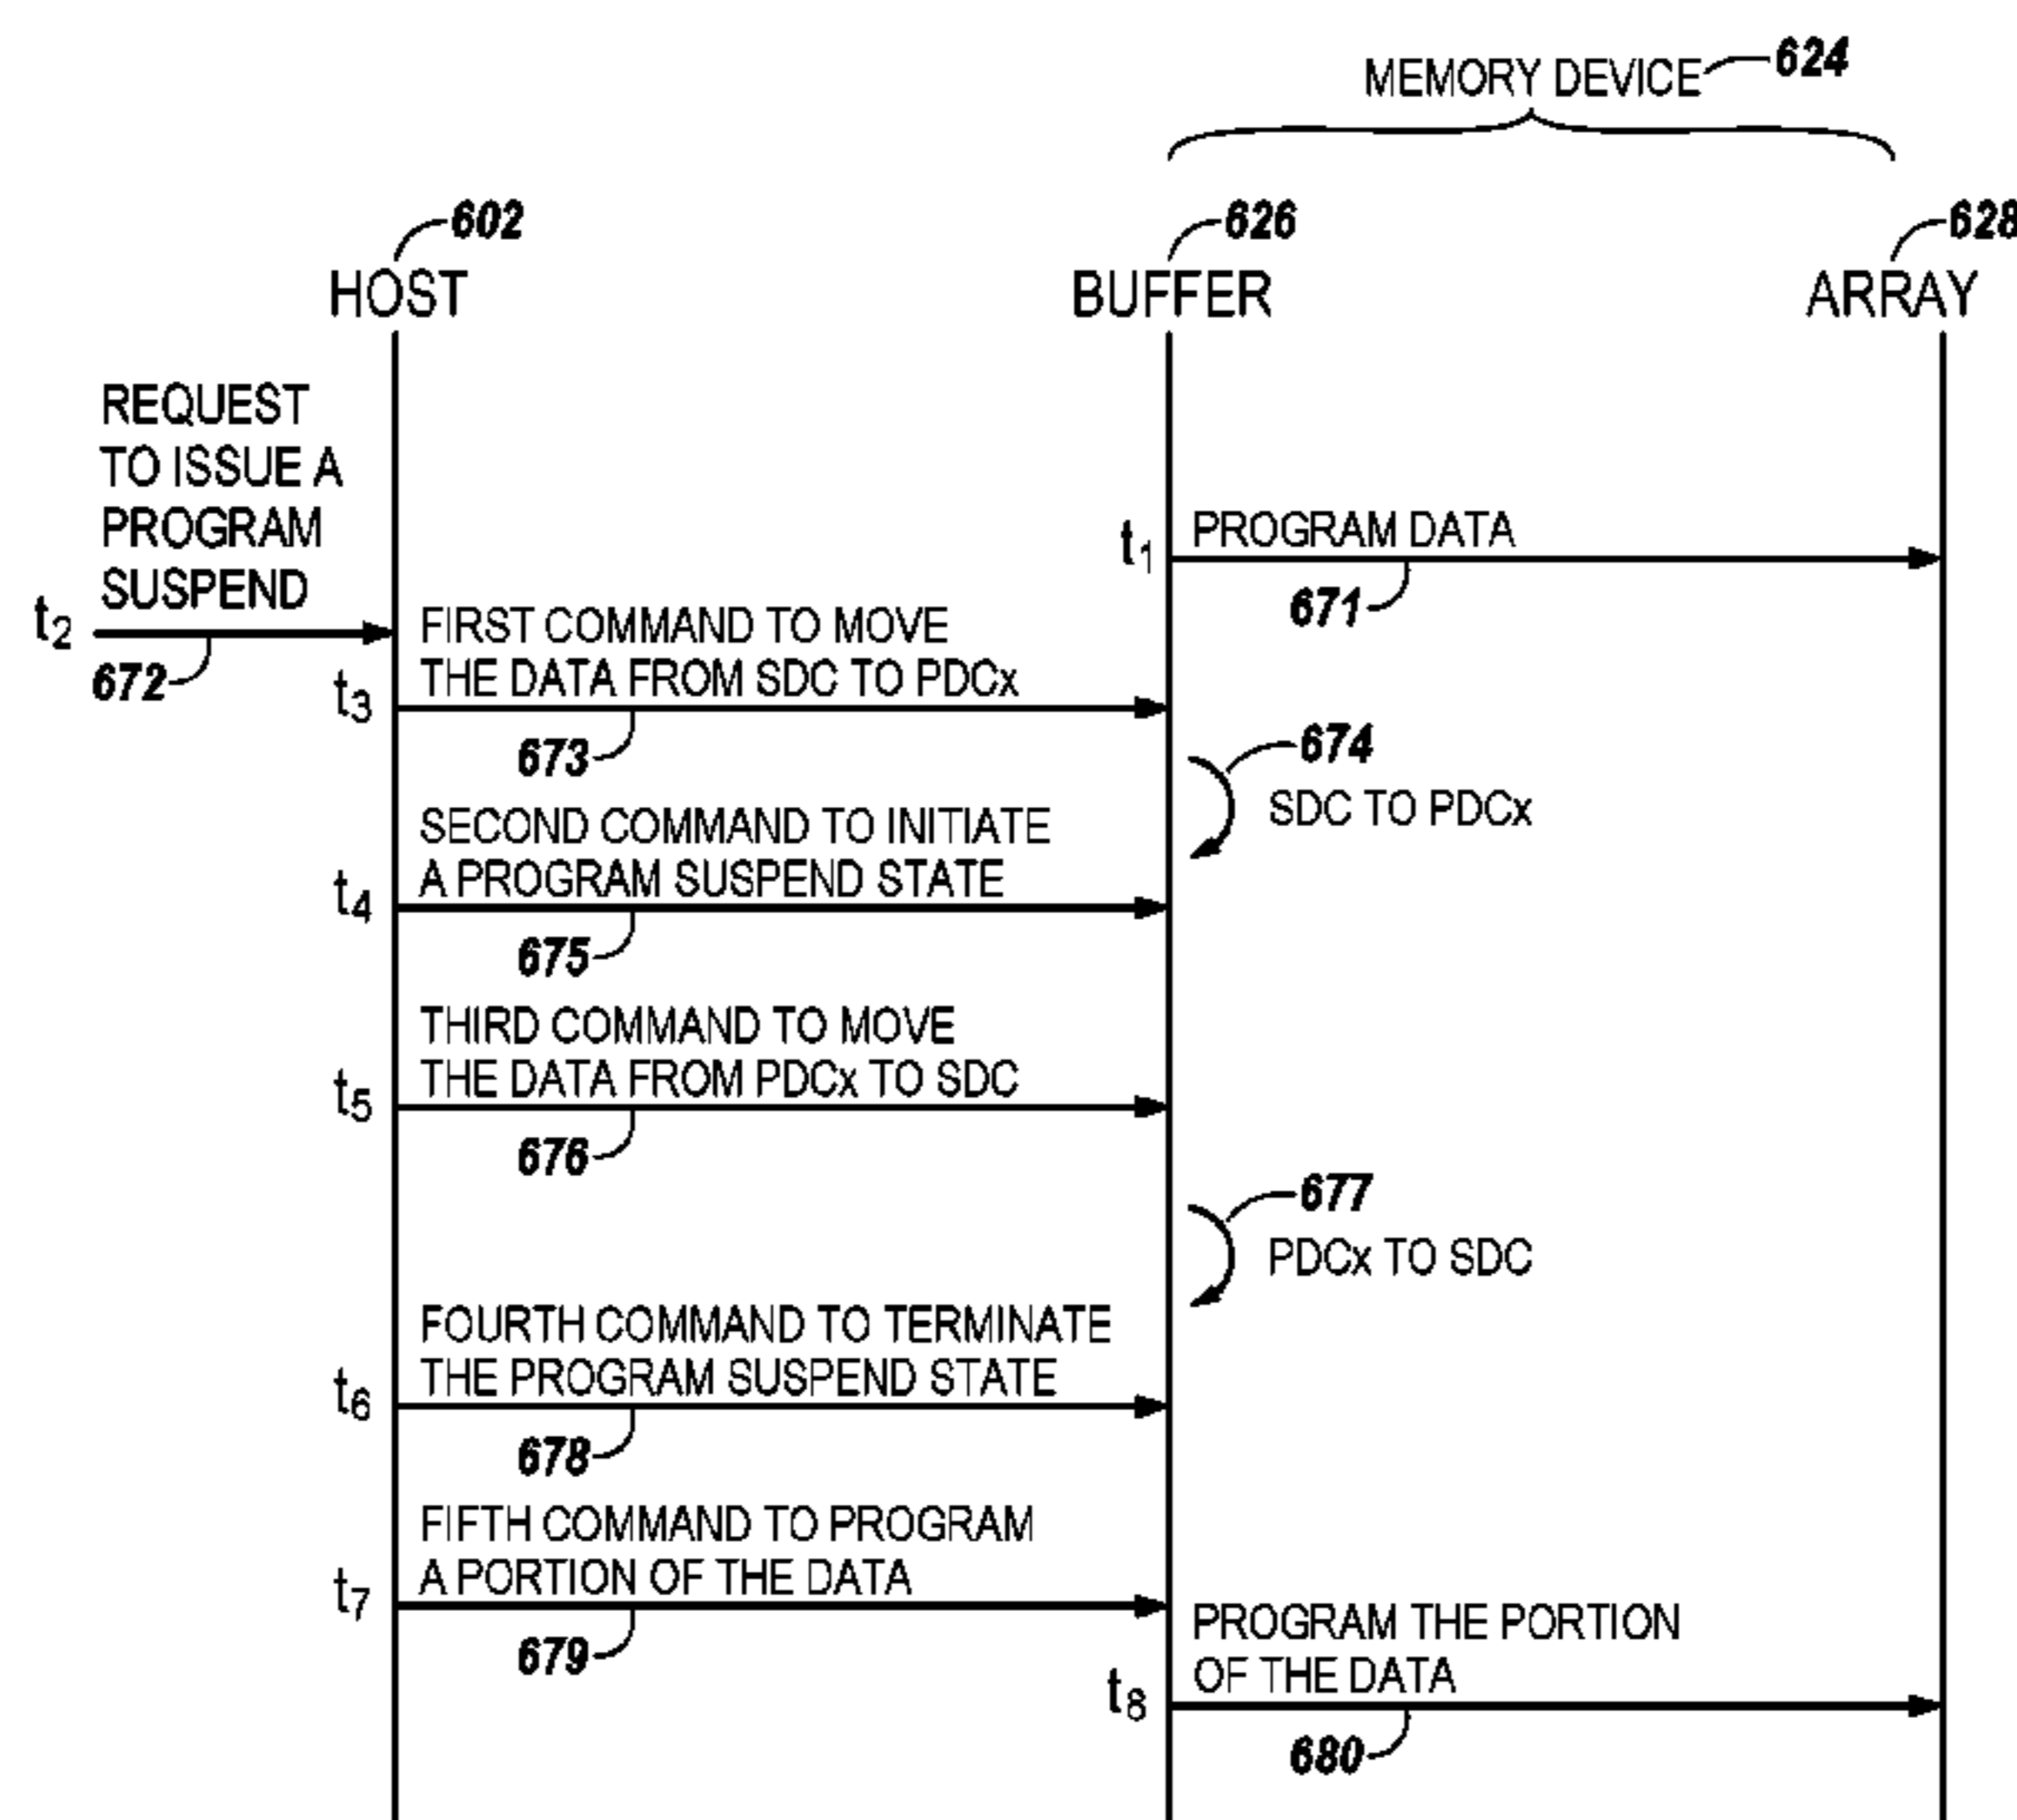 MEMORY DEVICE 624
602
626
628
HOST
BUFFER
ARRAY
REQUEST
TO ISSUE A
PROGRAM
SUSPEND
t1 PROGRAM DATA
671
t2
672
FIRST COMMAND TO MOVE
THE DATA FROM SDC TO PDCx
t3
673
674
SDC TO PDCx
SECOND COMMAND TO INITIATE
A PROGRAM SUSPEND STATE
t4
675
THIRD COMMAND TO MOVE
THE DATA FROM PDCx TO SDC
t5
676
677
PDCx TO SDC
FOURTH COMMAND TO TERMINATE
THE PROGRAM SUSPEND STATE
t6
678
FIFTH COMMAND TO PROGRAM
A PORTION OF THE DATA
t7
679
PROGRAM THE PORTION
OF THE DATA
t8
680